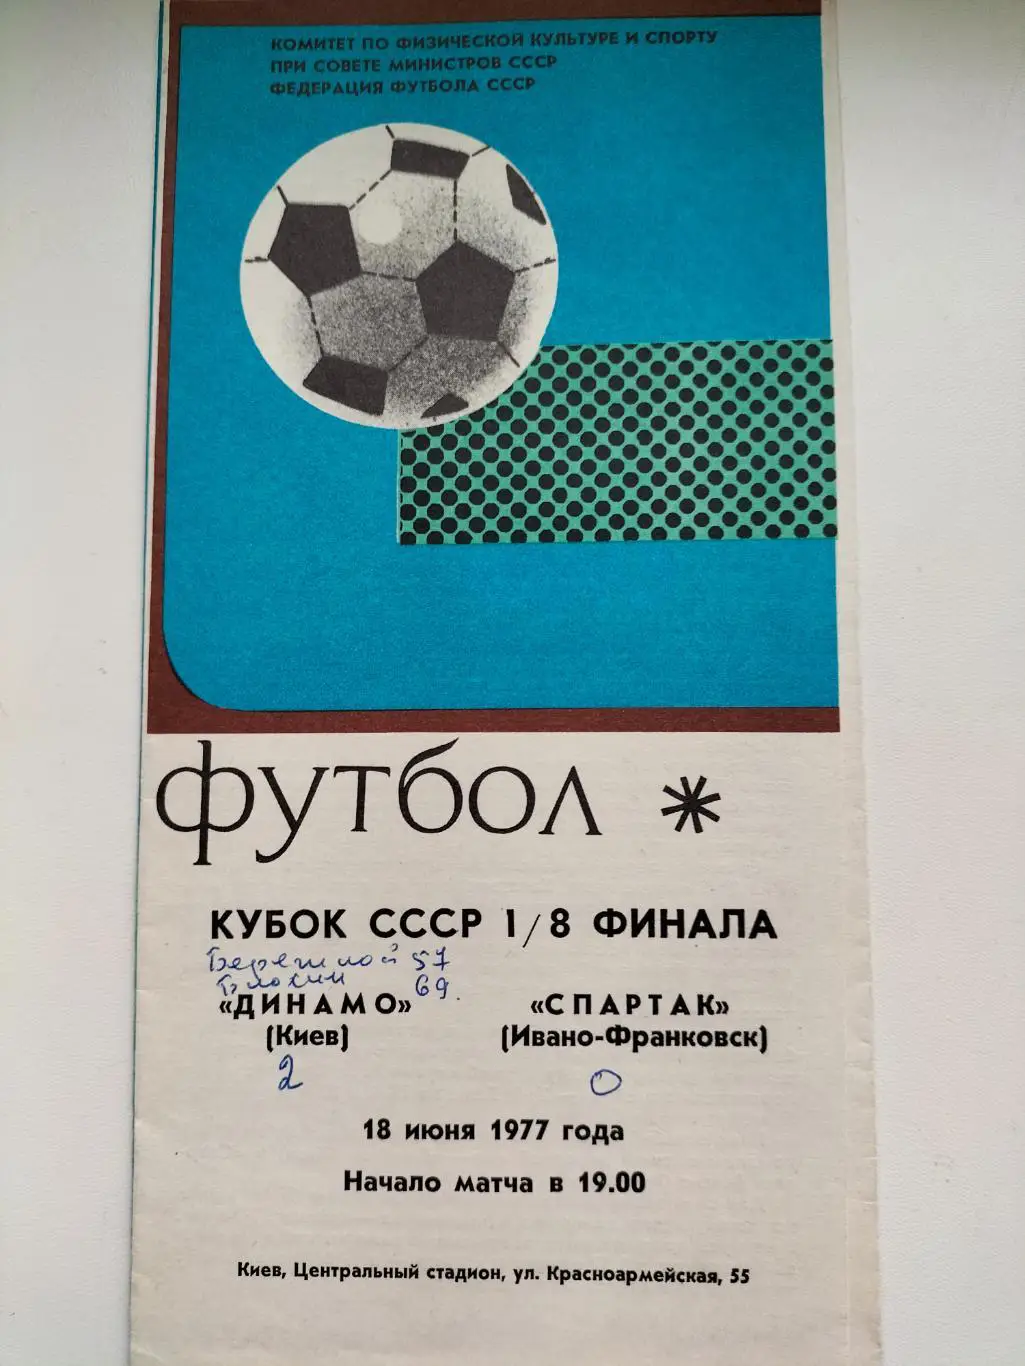 КОМИТЕТ ПО ФИЗИЧЕСКОЙ КУЛЬТУРЕ И СПОРТУ
ПРИ СОВЕТЕ МИНИСТРОВ СССР
ФЕДЕРАЦИЯ ФУТБОЛА СССР
футбол *
КУБОК СССР 1/8 ФИНАЛА
Бережной 57
Блохин 69.
«ДИНАМО» «СПАРТАК»
(Киев) (Ивано-Франковск)
2 0
18 июня 1977 года
Начало матча в 19.00
Киев, Центральный стадион, ул. Красноармейская, 55